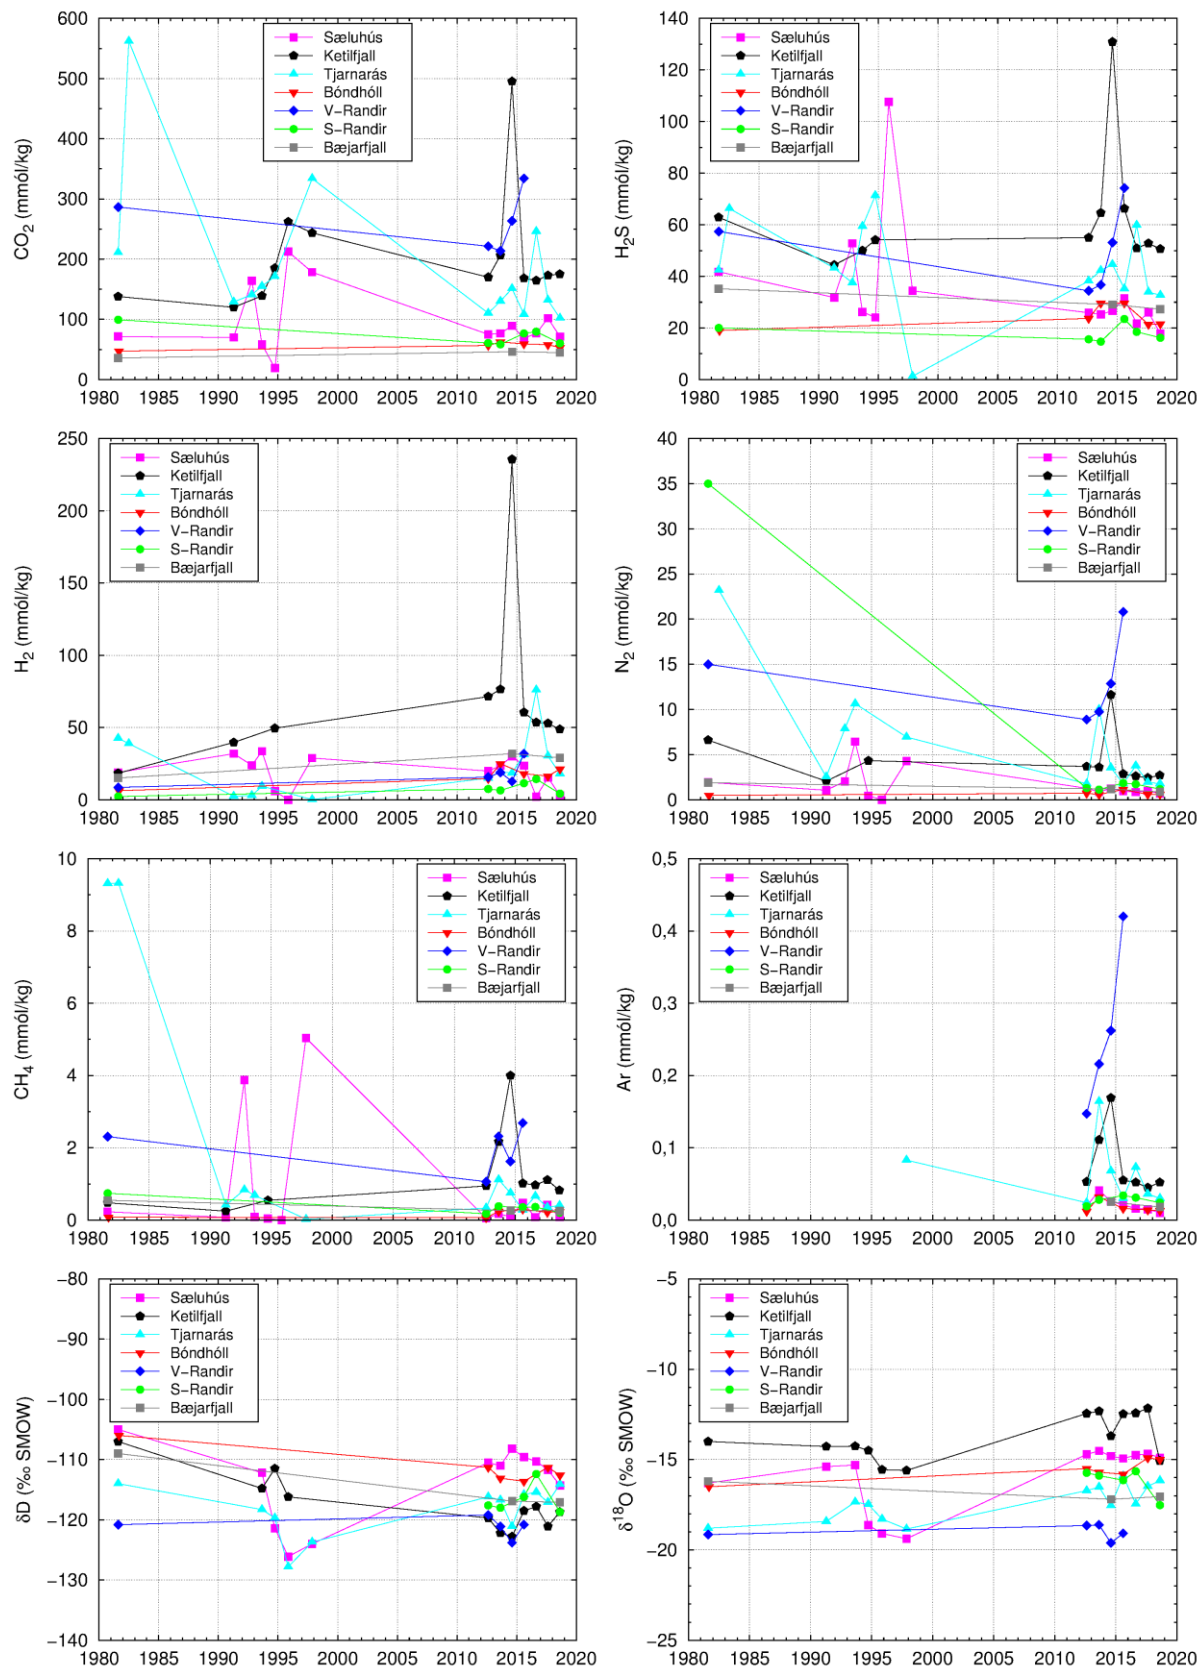 600
500
400
300
200
100
0
CO2 (mmól/kg)
Sæluhús
Ketilfjall
Tjarnarás
Bóndhóll
V−Randir
S−Randir
Bæjarfjall
1980 1985 1990 1995 2000 2005 2010 2015 2020
140
120
100
80
60
40
20
0
H2S (mmól/kg)
Sæluhús
Ketilfjall
Tjarnarás
Bóndhóll
V−Randir
S−Randir
Bæjarfjall
1980 1985 1990 1995 2000 2005 2010 2015 2020
250
200
150
100
50
0
H2 (mmól/kg)
Sæluhús
Ketilfjall
Tjarnarás
Bóndhóll
V−Randir
S−Randir
Bæjarfjall
1980 1985 1990 1995 2000 2005 2010 2015 2020
40
35
30
25
20
15
10
5
0
N2 (mmól/kg)
Sæluhús
Ketilfjall
Tjarnarás
Bóndhóll
V−Randir
S−Randir
Bæjarfjall
1980 1985 1990 1995 2000 2005 2010 2015 2020
10
8
6
4
2
0
CH4 (mmól/kg)
Sæluhús
Ketilfjall
Tjarnarás
Bóndhóll
V−Randir
S−Randir
Bæjarfjall
1980 1985 1990 1995 2000 2005 2010 2015 2020
0,5
0,4
0,3
0,2
0,1
0,0
Ar (mmól/kg)
Sæluhús
Ketilfjall
Tjarnarás
Bóndhóll
V−Randir
S−Randir
Bæjarfjall
1980 1985 1990 1995 2000 2005 2010 2015 2020
−80
−90
−100
−110
−120
−130
−140
δD (‰ SMOW)
Sæluhús
Ketilfjall
Tjarnarás
Bóndhóll
V−Randir
S−Randir
Bæjarfjall
1980 1985 1990 1995 2000 2005 2010 2015 2020
−5
−10
−15
−20
−25
δ18O (‰ SMOW)
Sæluhús
Ketilfjall
Tjarnarás
Bóndhóll
V−Randir
S−Randir
Bæjarfjall
1980 1985 1990 1995 2000 2005 2010 2015 2020